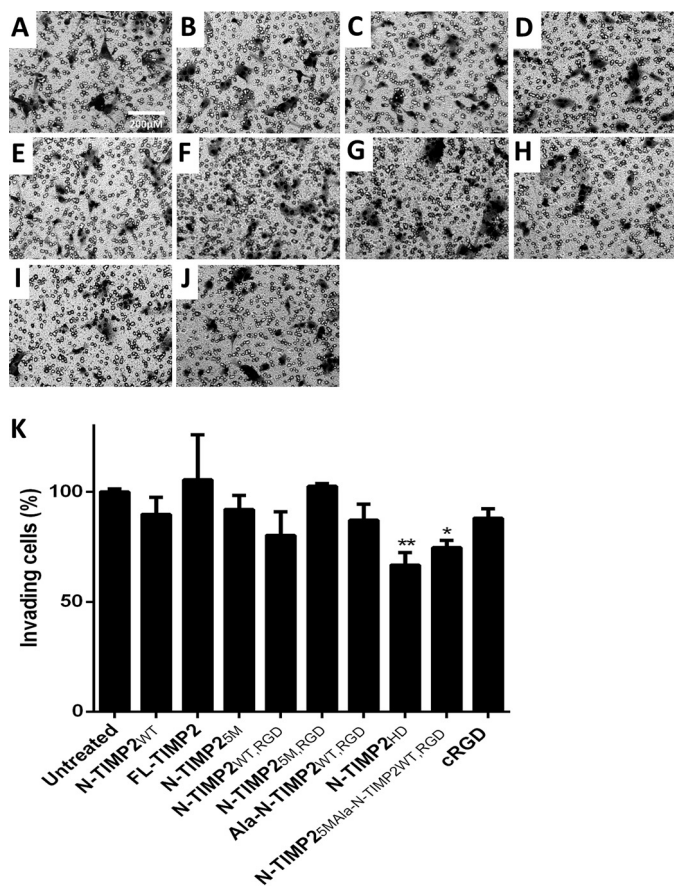 A B C D
200µM
E F G H
I J
K
Invading cells (%)
100
50
0
**
*
Untreated
N-TIMP2WT
FL-TIMP2
N-TIMP25M
N-TIMP2WT,RGD
N-TIMP25M,RGD
Ala-N-TIMP2WT,RGD
N-TIMP2HD
N-TIMP25MAla-N-TIMP2WT,RGD
cRGD